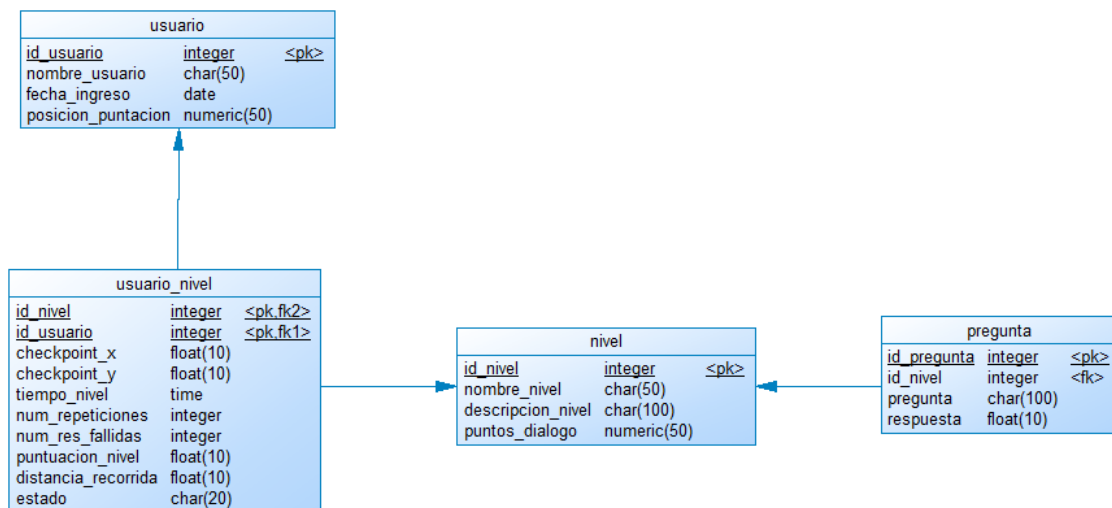 usuario
id_usuario integer <pk>
nombre_usuario char(50)
fecha_ingreso date
posicion_puntacion numeric(50)
usuario_nivel
id_nivel integer <pk,fk2>
id_usuario integer <pk,fk1>
checkpoint_x float(10)
checkpoint_y float(10)
tiempo_nivel time
num_repeticiones integer
num_res_fallidas integer
puntuacion_nivel float(10)
distancia_recorrida float(10)
estado char(20)
nivel
id_nivel integer <pk>
nombre_nivel char(50)
descripcion_nivel char(100)
puntos_dialogo numeric(50)
pregunta
id_pregunta integer <pk>
id_nivel integer <fk>
pregunta char(100)
respuesta float(10)